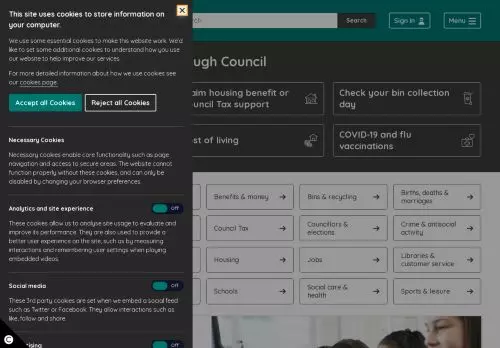 This site uses cookies to store information on
your computer.
We use some essential cookies to make this website work. We'd
like to set some additional cookies to understand how you use
our website to help improve our services.
For more detailed information about how we use cookies see
our cookies page.
Accept all Cookies
Reject all Cookies
Necessary Cookies
Necessary cookies enable core functionality such as page
navigation and access to secure areas. The website cannot
function properly without these cookies, and can only be
disabled by changing your browser preferences.
Analytics and site experience
Off
These cookies allow us to analyse site usage to evaluate and
improve its performance. They are also used to provide a
better user experience on the site, such as by measuring
interactions and remembering user settings when playing
embedded videos.
Social media
Off
These 3rd party cookies are set when we embed a social feed
such as Twitter or Facebook. They allow interactions such as
like, follow and share.
Off
Search
Sign in
Menu
ugh Council
aim housing benefit or
uncil Tax support
Check your bin collection
day
st of living
COVID-19 and flu
vaccinations
Benefits & money
Bins & recycling
Births, deaths &
marriages
Council Tax
Councillors &
elections
Crime & antisocial
activity
Housing
Jobs
Libraries &
customer service
Schools
Social care &
health
Sports & leisure